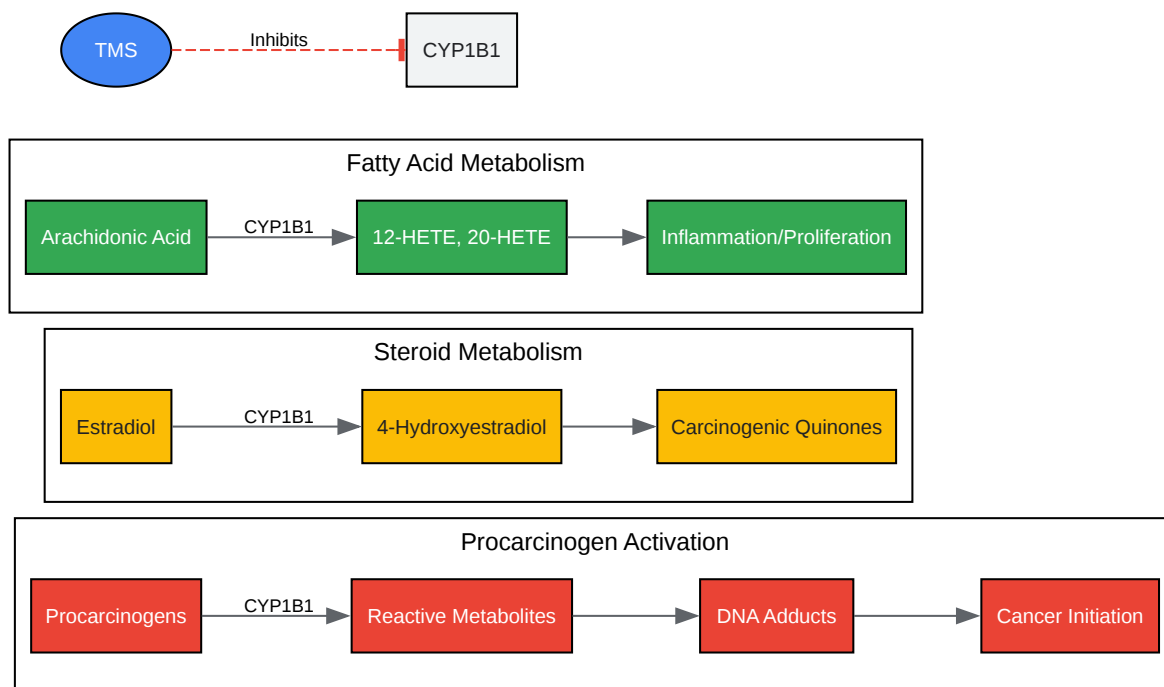 TMS
Inhibits
CYP1B1
Fatty Acid Metabolism
Arachidonic Acid
CYP1B1
12-HETE, 20-HETE
Inflammation/Proliferation
Steroid Metabolism
Estradiol
CYP1B1
4-Hydroxyestradiol
Carcinogenic Quinones
Procarcinogen Activation
Procarcinogens
CYP1B1
Reactive Metabolites
DNA Adducts
Cancer Initiation